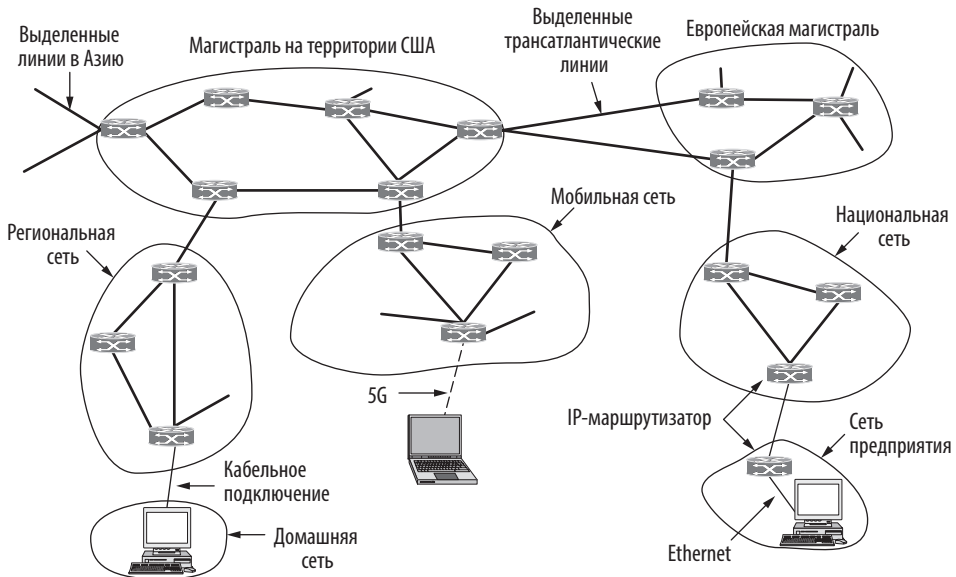 Выделенные
линии в Азию
Магистраль на территории США
Выделенные
трансатлантические
линии
Европейская магистраль
Региональная
сеть
Мобильная сеть
Национальная
сеть
5G
IP-маршрутизатор
Сеть
предприятия
Кабельное
подключение
Домашняя
сеть
Ethernet